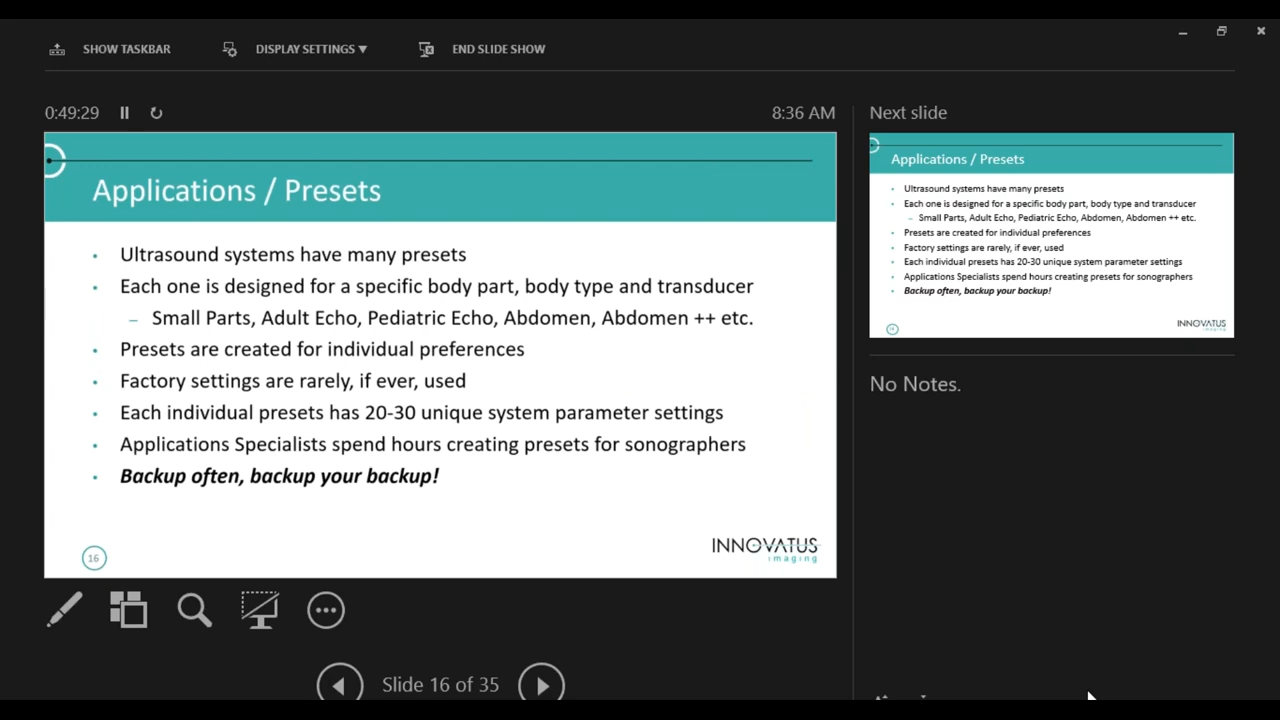 SHOW TASKBAR
DISPLAY SETTINGS ▼
END SLIDE SHOW
0:49:29
8:36 AM
Applications / Presets
• Ultrasound systems have many presets
• Each one is designed for a specific body part, body type and transducer
– Small Parts, Adult Echo, Pediatric Echo, Abdomen, Abdomen ++ etc.
• Presets are created for individual preferences
• Factory settings are rarely, if ever, used
• Each individual presets has 20-30 unique system parameter settings
• Applications Specialists spend hours creating presets for sonographers
• Backup often, backup your backup!
16
INNOVATUS
imaging
Slide 16 of 35
Next slide
Applications / Presets
• Ultrasound systems have many presets
• Each one is designed for a specific body part, body type and transducer
– Small Parts, Adult Echo, Pediatric Echo, Abdomen, Abdomen ++ etc.
• Presets are created for individual preferences
• Factory settings are rarely, if ever, used
• Each individual presets has 20-30 unique system parameter settings
• Applications Specialists spend hours creating presets for sonographers
• Backup often, backup your backup!
INNOVATUS
No Notes.